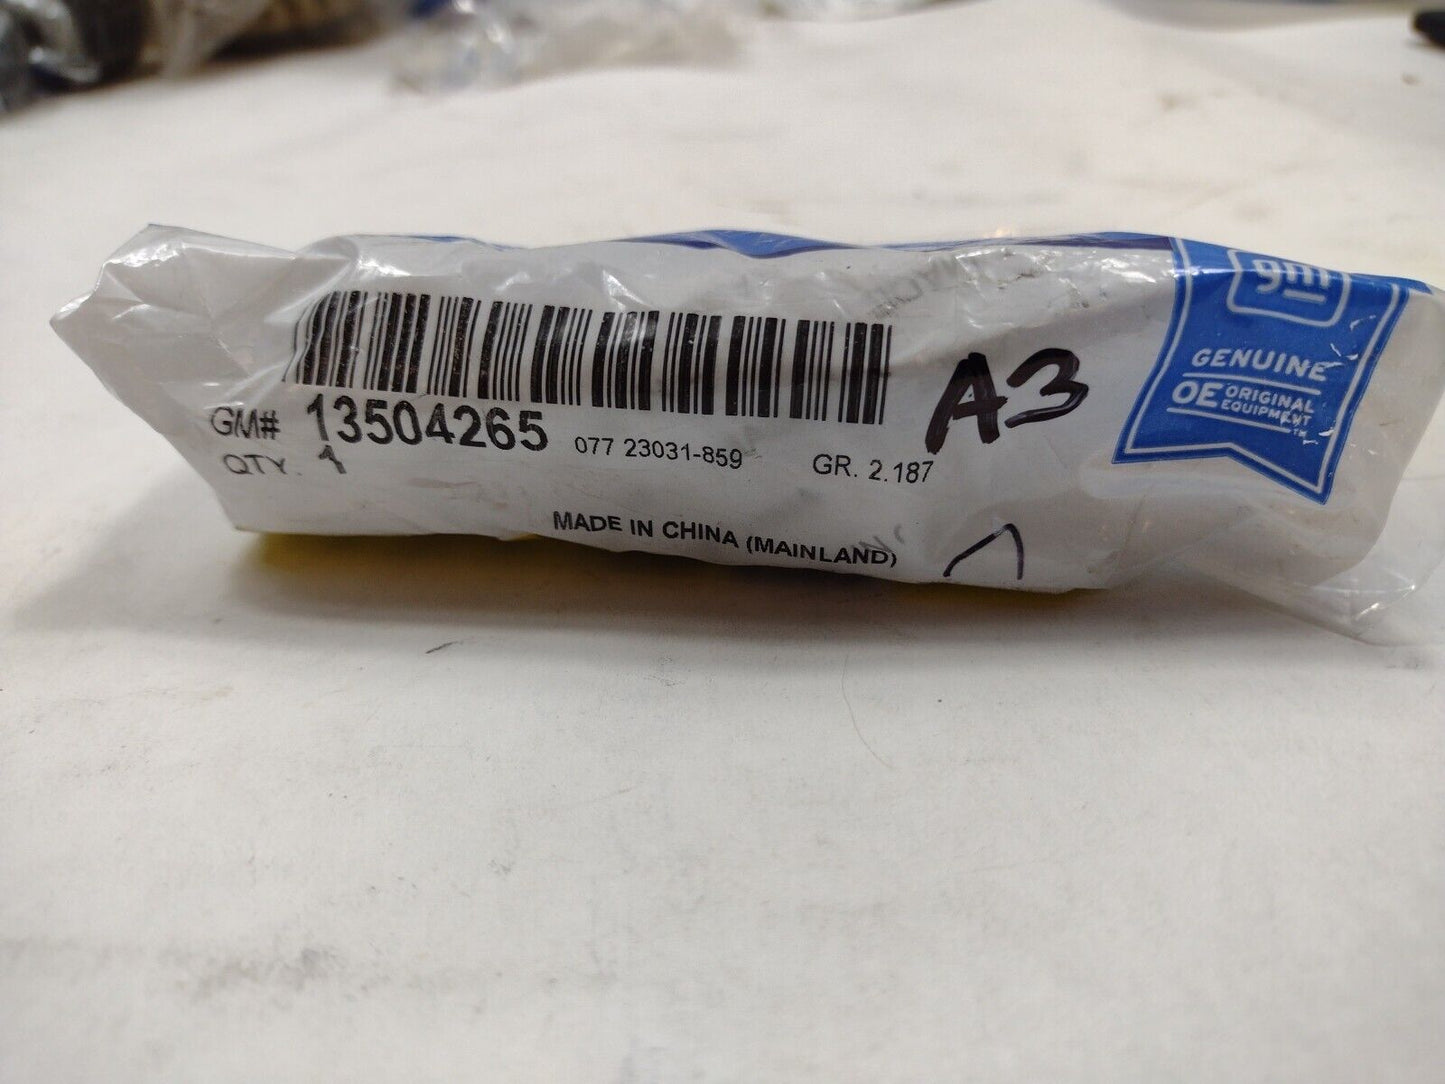 gm
GENUINE
OE ORIGINAL EQUIPMENT
TM
A3
GM# 13504265 077 23031-859 GR. 2.187
QTY. 1
MADE IN CHINA (MAINLAND)